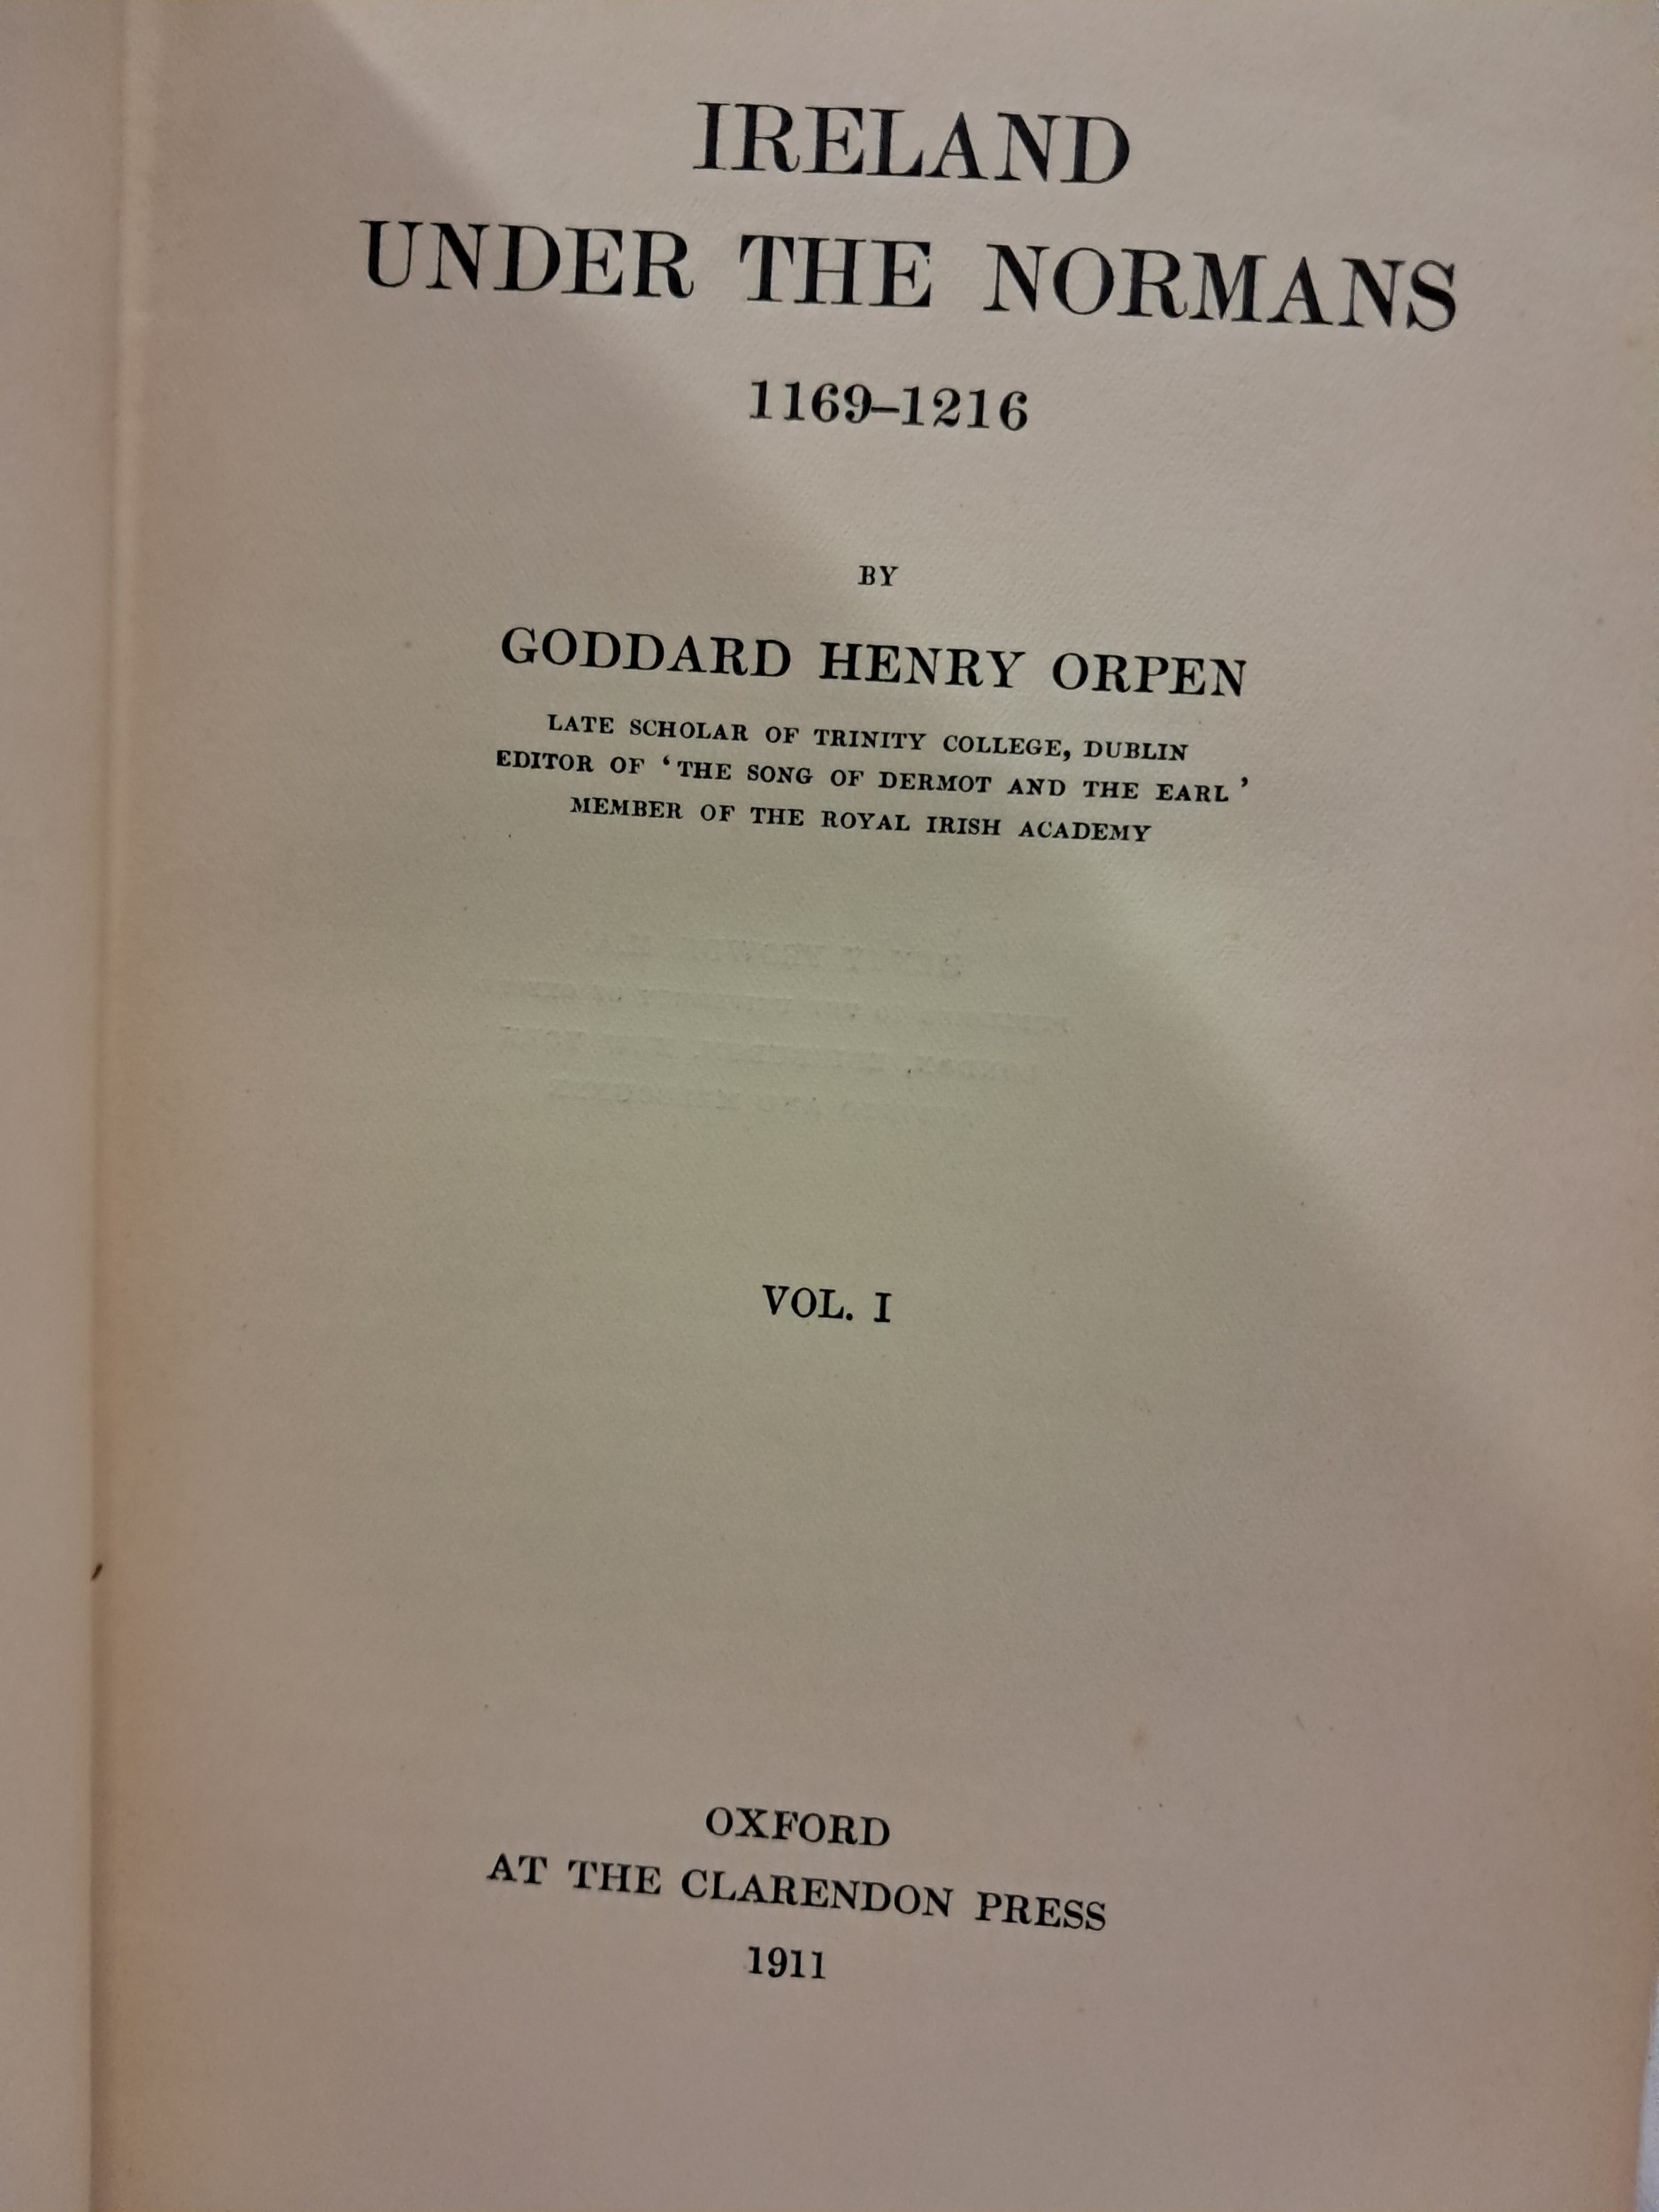 IRELAND
UNDER THE NORMANS
1169–1216
BY
GODDARD HENRY ORPEN
LATE SCHOLAR OF TRINITY COLLEGE, DUBLIN
EDITOR OF ‘THE SONG OF DERMOT AND THE EARL’
MEMBER OF THE ROYAL IRISH ACADEMY
VOL. I
OXFORD
AT THE CLARENDON PRESS
1911